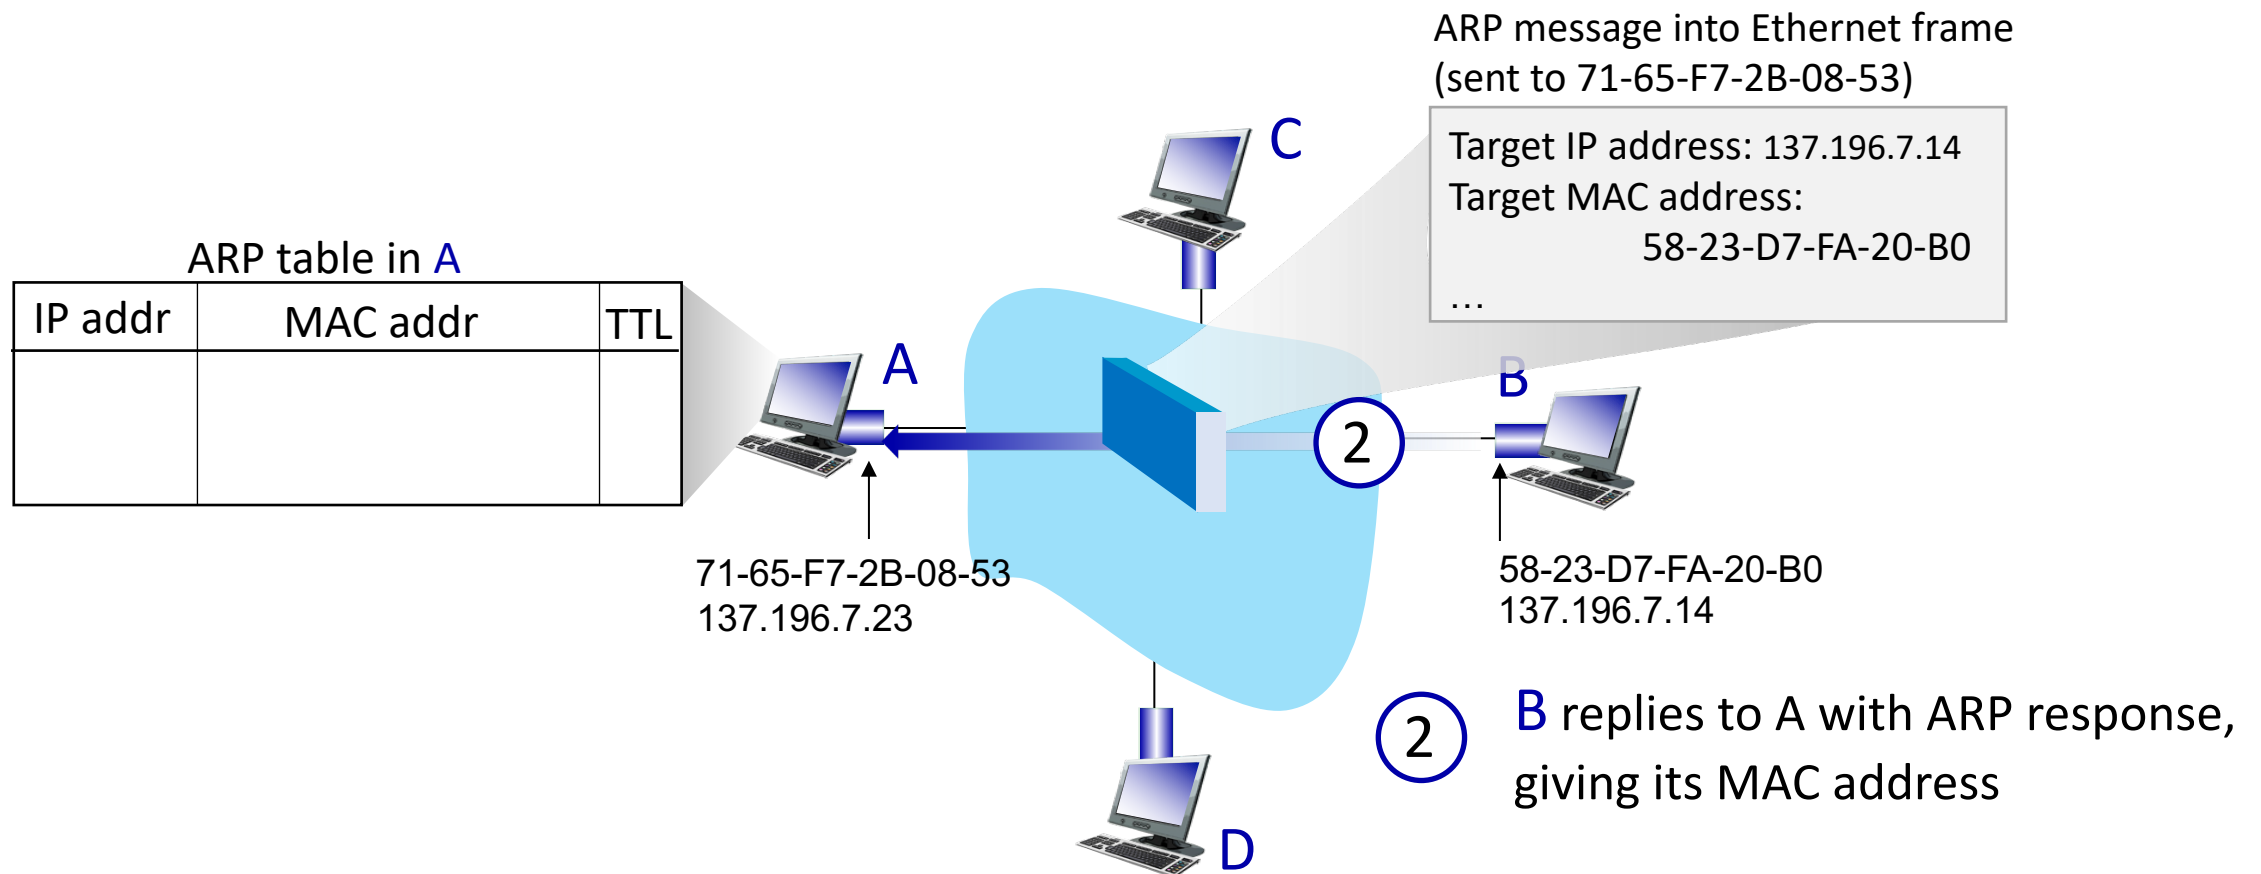 ARP message into Ethernet frame
(sent to 71-65-F7-2B-08-53)
Target IP address: 137.196.7.14
Target MAC address:
58-23-D7-FA-20-B0
…
C
ARP table in A
IP addr MAC addr TTL
A
B
2
71-65-F7-2B-08-53
137.196.7.23
58-23-D7-FA-20-B0
137.196.7.14
2
B replies to A with ARP response,
giving its MAC address
D